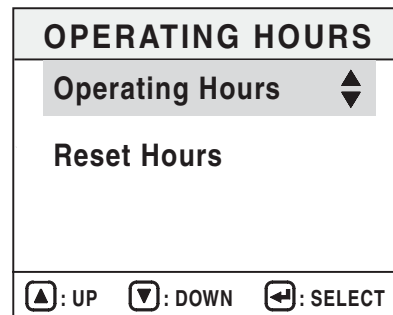 OPERATING HOURS
Operating Hours
Reset Hours
: UP : DOWN : SELECT